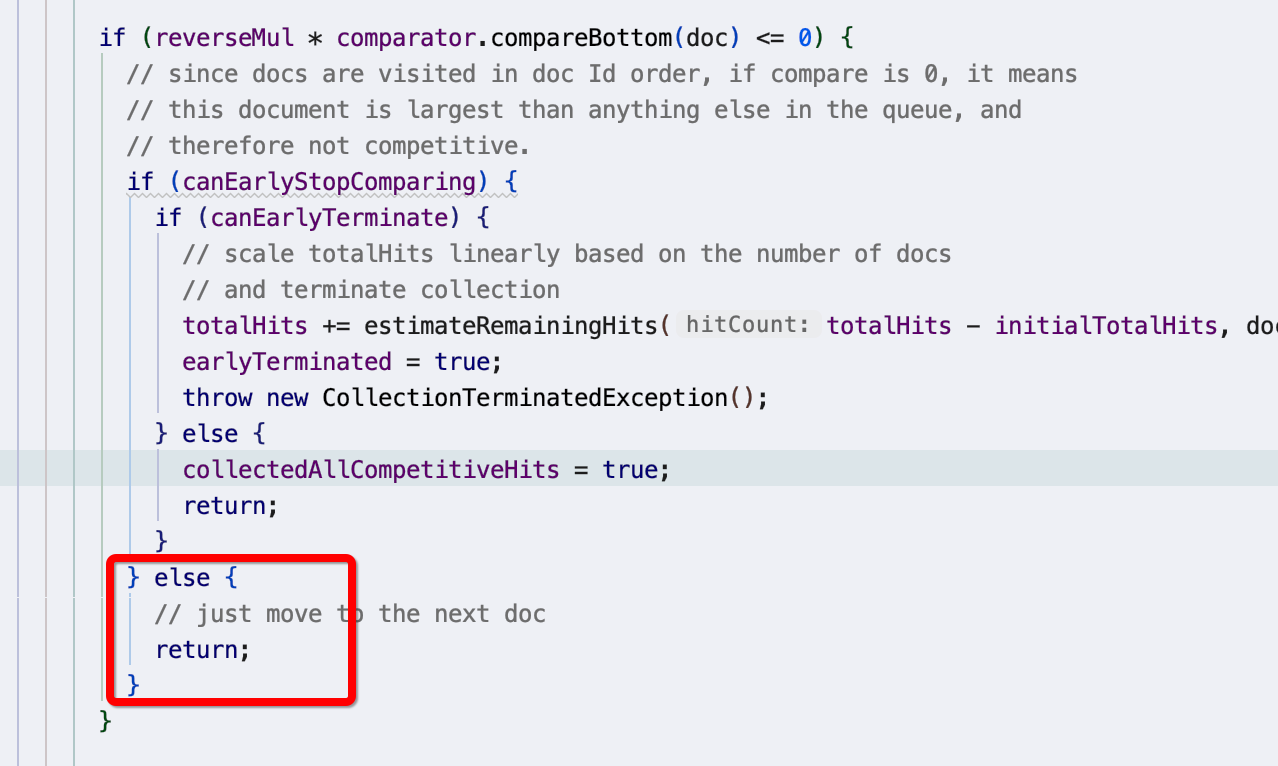 if (reverseMul * comparator.compareBottom(doc) <= 0) {
// since docs are visited in doc Id order, if compare is 0, it means
// this document is largest than anything else in the queue, and
// therefore not competitive.
if (canEarlyStopComparing) {
if (canEarlyTerminate) {
// scale totalHits linearly based on the number of docs
// and terminate collection
totalHits += estimateRemainingHits( hitCount: totalHits - initialTotalHits, doc
earlyTerminated = true;
throw new CollectionTerminatedException();
} else {
collectedAllCompetitiveHits = true;
return;
}
} else {
// just move to the next doc
return;
}
}